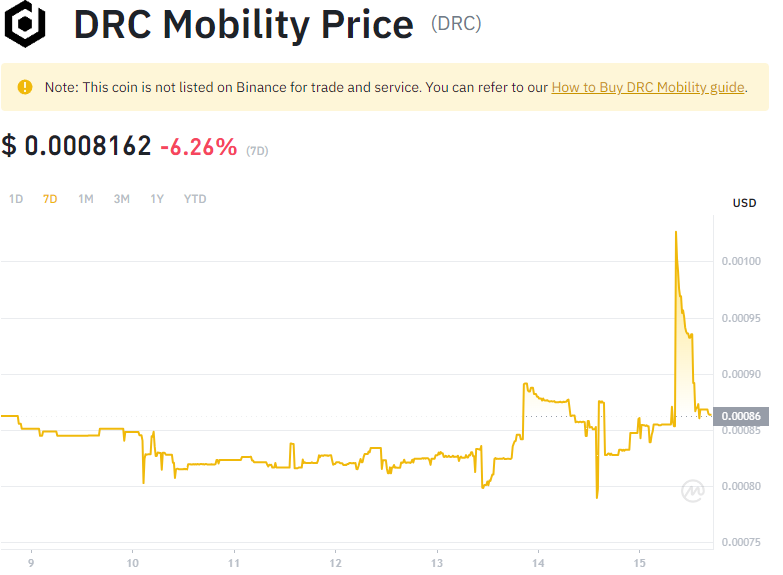 DRC Mobility Price (DRC)
Note: This coin is not listed on Binance for trade and service. You can refer to our How to Buy DRC Mobility guide.
$ 0.0008162 -6.26% (7D)
1D 7D 1M 3M 1Y YTD
USD
0.00100
0.00095
0.00090
0.00086
0.00085
0.00080
0.00075
9 10 11 12 13 14 15